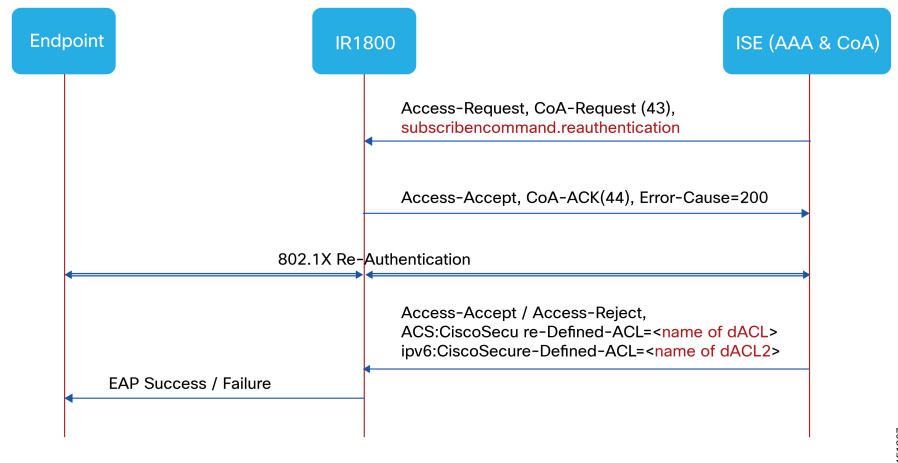 Endpoint
IR1800
ISE (AAA & CoA)
Access-Request, CoA-Request (43),
subscribencommand.reauthentication
Access-Accept, CoA-ACK(44), Error-Cause=200
802.1X Re-Authentication
Access-Accept / Access-Reject,
ACS:CiscoSecu re-Defined-ACL=<name of dACL>
ipv6:CiscoSecure-Defined-ACL=<name of dACL2>
EAP Success / Failure